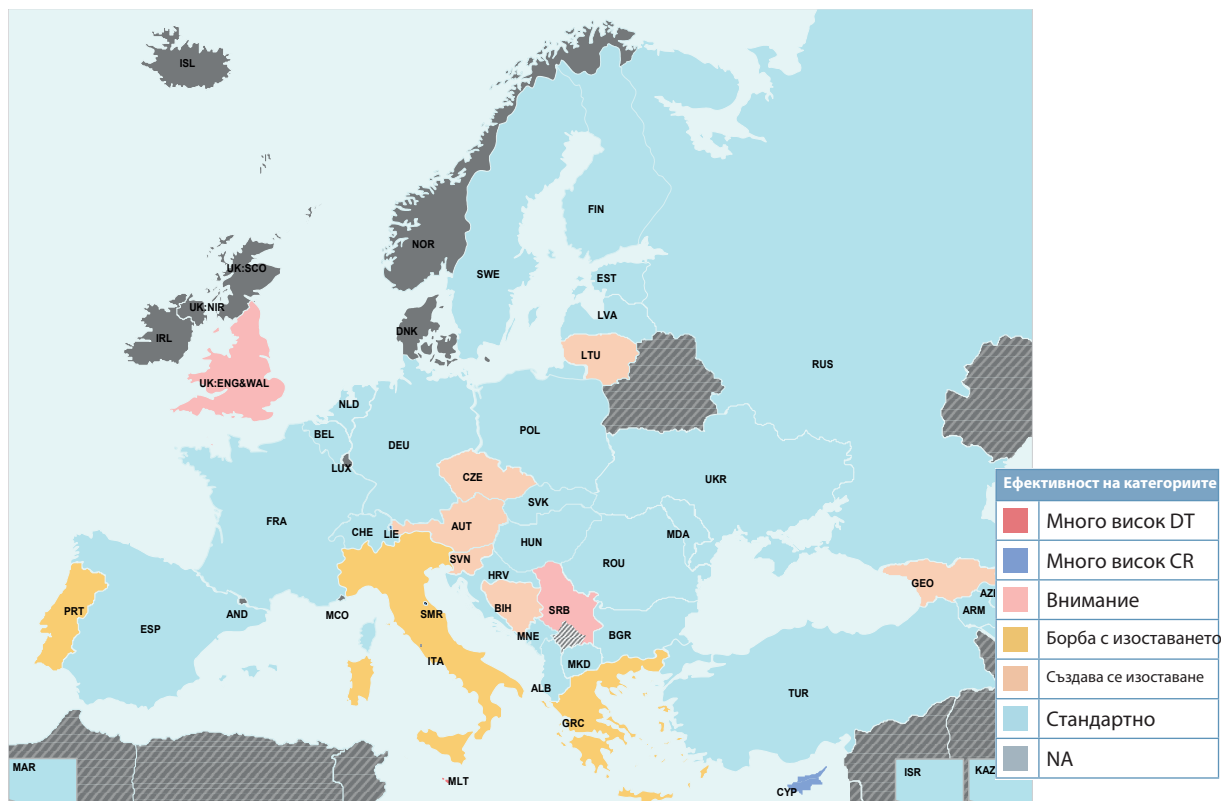 ISL
NOR
FIN
SWE
UK:SCO
EST
UK:NIR
LVA
DNK
IRL
LTU
RUS
UK:ENG&WAL
NLD
POL
BEL
DEU
LUX
CZE
UKR
SVK
FRA
AUT
CHE
LIE
MDA
HUN
SVN
ROU
HRV
GEO
AZE
PRT
BIH
SRB
ARM
AND
MCO
SMR
ESP
MNE
BGR
ITA
MKD
ALB
TUR
GRC
MAR
MLT
CYP
ISR
KAZ
Ефективност на категориите
Много висок DT
Много висок CR
Внимание
Борба с изоставането
Създава се изоставане
Стандартно
NA